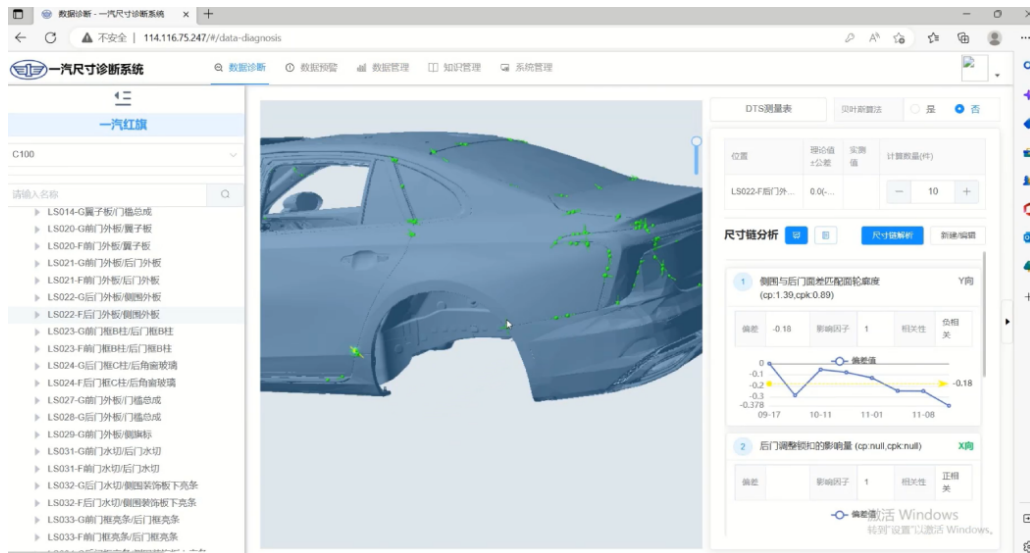 数据诊断 - 一汽尺寸诊断系统
不安全 | 114.116.75.247/#/data-diagnosis
一汽尺寸诊断系统 数据诊断 数据预警 数据管理 知识管理 系统管理
一汽红旗
C100
请输入名称
LS014-G翼子板/门槛总成
LS020-G前门外板/翼子板
LS020-F前门外板/翼子板
LS021-G前门外板/后门外板
LS021-F前门外板/后门外板
LS022-G后门外板/侧围外板
LS022-F后门外板/侧围外板
LS023-G前门框B柱/后门框B柱
LS023-F前门框B柱/后门框B柱
LS024-G后门框C柱/后角窗玻璃
LS024-F后门框C柱/后角窗玻璃
LS027-G前门外板/门槛总成
LS028-G后门外板/门槛总成
LS029-G前门外板/侧旗标
LS031-G前门水切/后门水切
LS031-F前门水切/后门水切
LS032-G后门水切/侧围装饰板下亮条
LS032-F后门水切/侧围装饰板下亮条
LS033-G前门框亮条/后门框亮条
LS033-F前门框亮条/后门框亮条
DTS测量表 贝叶斯算法 是 否
位置 理论值±公差 实测值 计算数量(件)
LS022-F后门外... 0.0(-... 10
尺寸链分析 尺寸链解析 新建/编辑
1 侧围与后门面差匹配面轮廓度 Y向
(cp:1.39,cpk:0.89)
偏差 -0.18 影响因子 1 相关性 负相关
偏差值
0
-0.1
-0.2
-0.3
-0.378
-0.18
09-17 10-11 11-01 11-08
2 后门调整锁扣的影响量 (cp:null,cpk:null) X向
偏差 影响因子 1 相关性 正相关
偏差值
激活 Windows
转到"设置"以激活 Windows。